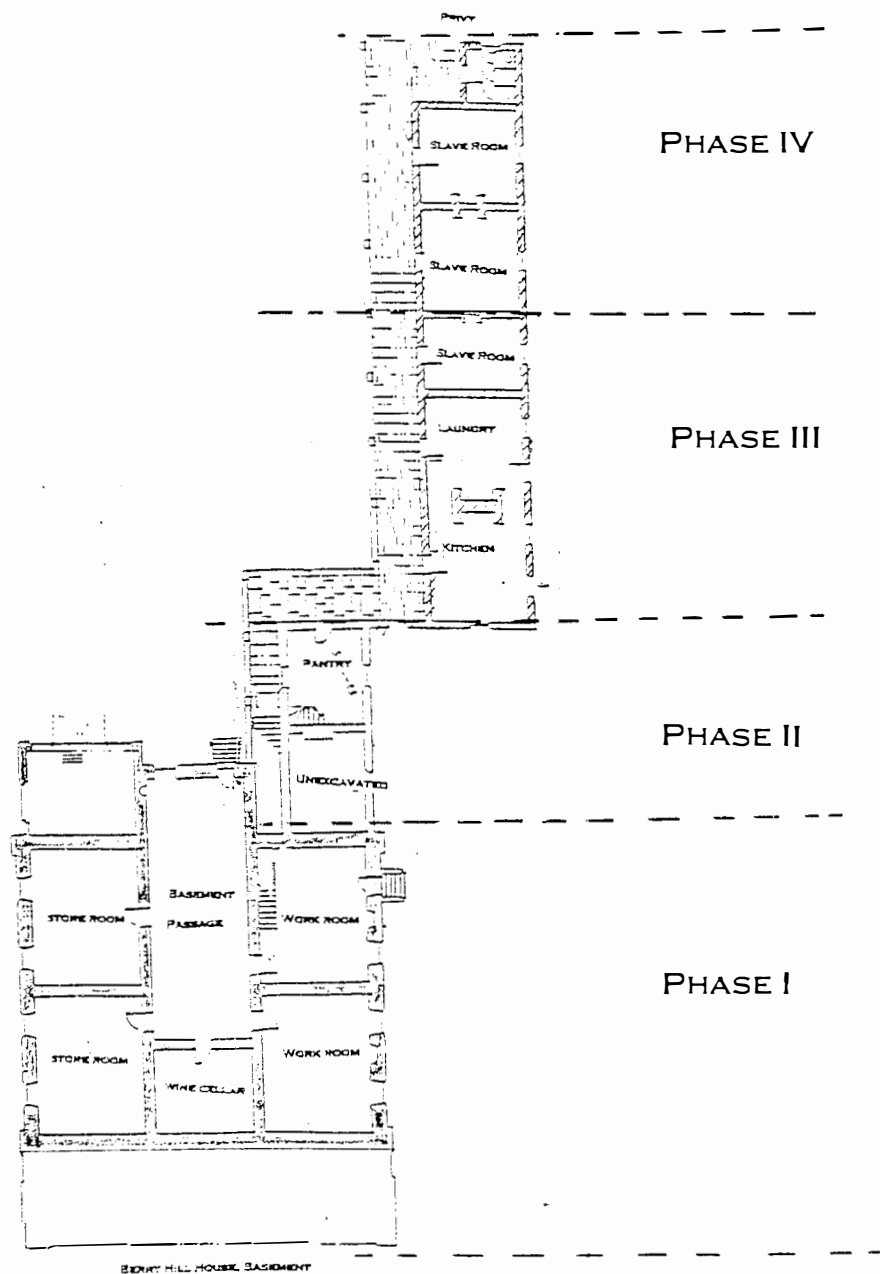 PRIVY
PHASE IV
SLAVE ROOM
SLAVE ROOM
SLAVE ROOM
LAUNDRY
PHASE III
KITCHEN
PANTRY
PHASE II
UNEXCAVATED
BASEMENT
PASSAGE
STORE ROOM
WORK ROOM
PHASE I
STORE ROOM
WORK ROOM
WINE CELLAR
BERRY HILL HOUSE, BASEMENT